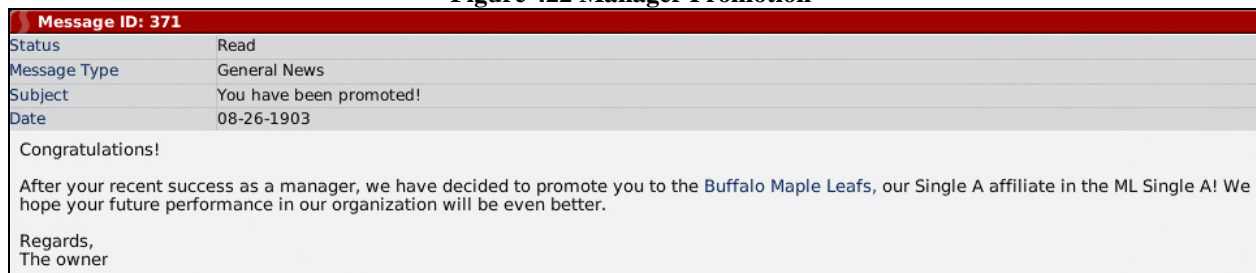 Figure 422 Manager Promotion
Message ID: 371
Status Read
Message Type General News
Subject You have been promoted!
Date 08-26-1903
Congratulations!
After your recent success as a manager, we have decided to promote you to the Buffalo Maple Leafs, our Single A affiliate in the ML Single A! We
hope your future performance in our organization will be even better.
Regards,
The owner